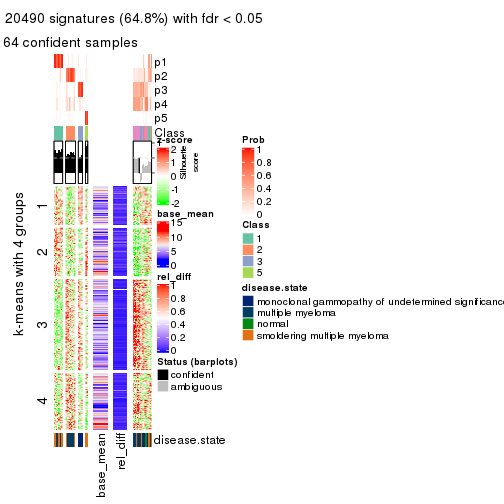 20490 signatures (64.8%) with fdr < 0.05
64 confident samples
p1
p2
p3
p4
p5
Class
z-score
2
1
0
-1
-2
Silhouette
score
base_mean
15
10
5
0
rel_diff
1
0.8
0.6
0.4
0.2
0
Status (barplots)
confident
ambiguous
Prob
1
0.8
0.6
0.4
0.2
0
Class
1
2
3
5
disease.state
monoclonal gammopathy of undetermined significance
multiple myeloma
normal
smoldering multiple myeloma
k-means with 4 groups
1
2
3
4
disease.state
base_mean
rel_diff